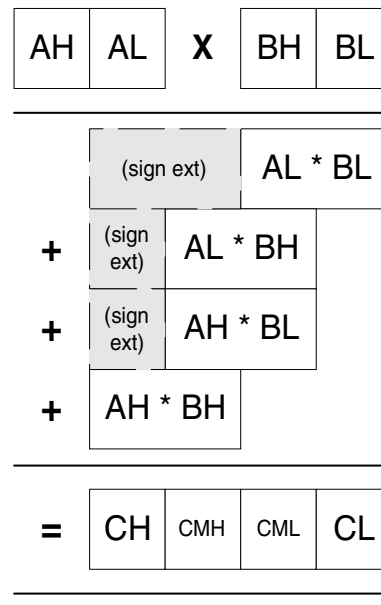 AH AL X BH BL
(sign ext) AL * BL
+ (sign ext) AL * BH
+ (sign ext) AH * BL
+ AH * BH
= CH CMH CML CL